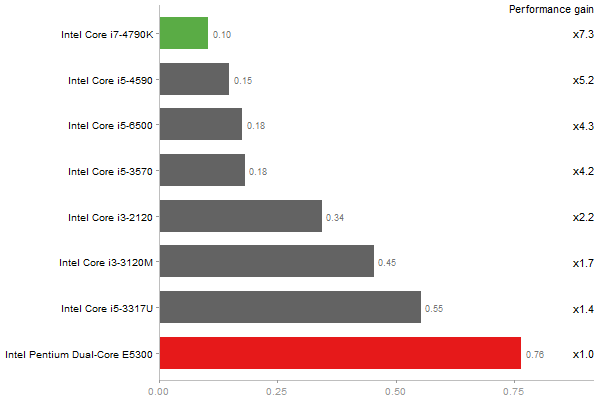 Performance gain
Intel Core i7-4790K 0.10 x7.3
Intel Core i5-4590 0.15 x5.2
Intel Core i5-6500 0.18 x4.3
Intel Core i5-3570 0.18 x4.2
Intel Core i3-2120 0.34 x2.2
Intel Core i3-3120M 0.45 x1.7
Intel Core i5-3317U 0.55 x1.4
Intel Pentium Dual-Core E5300 0.76 x1.0
0.00 0.25 0.50 0.75